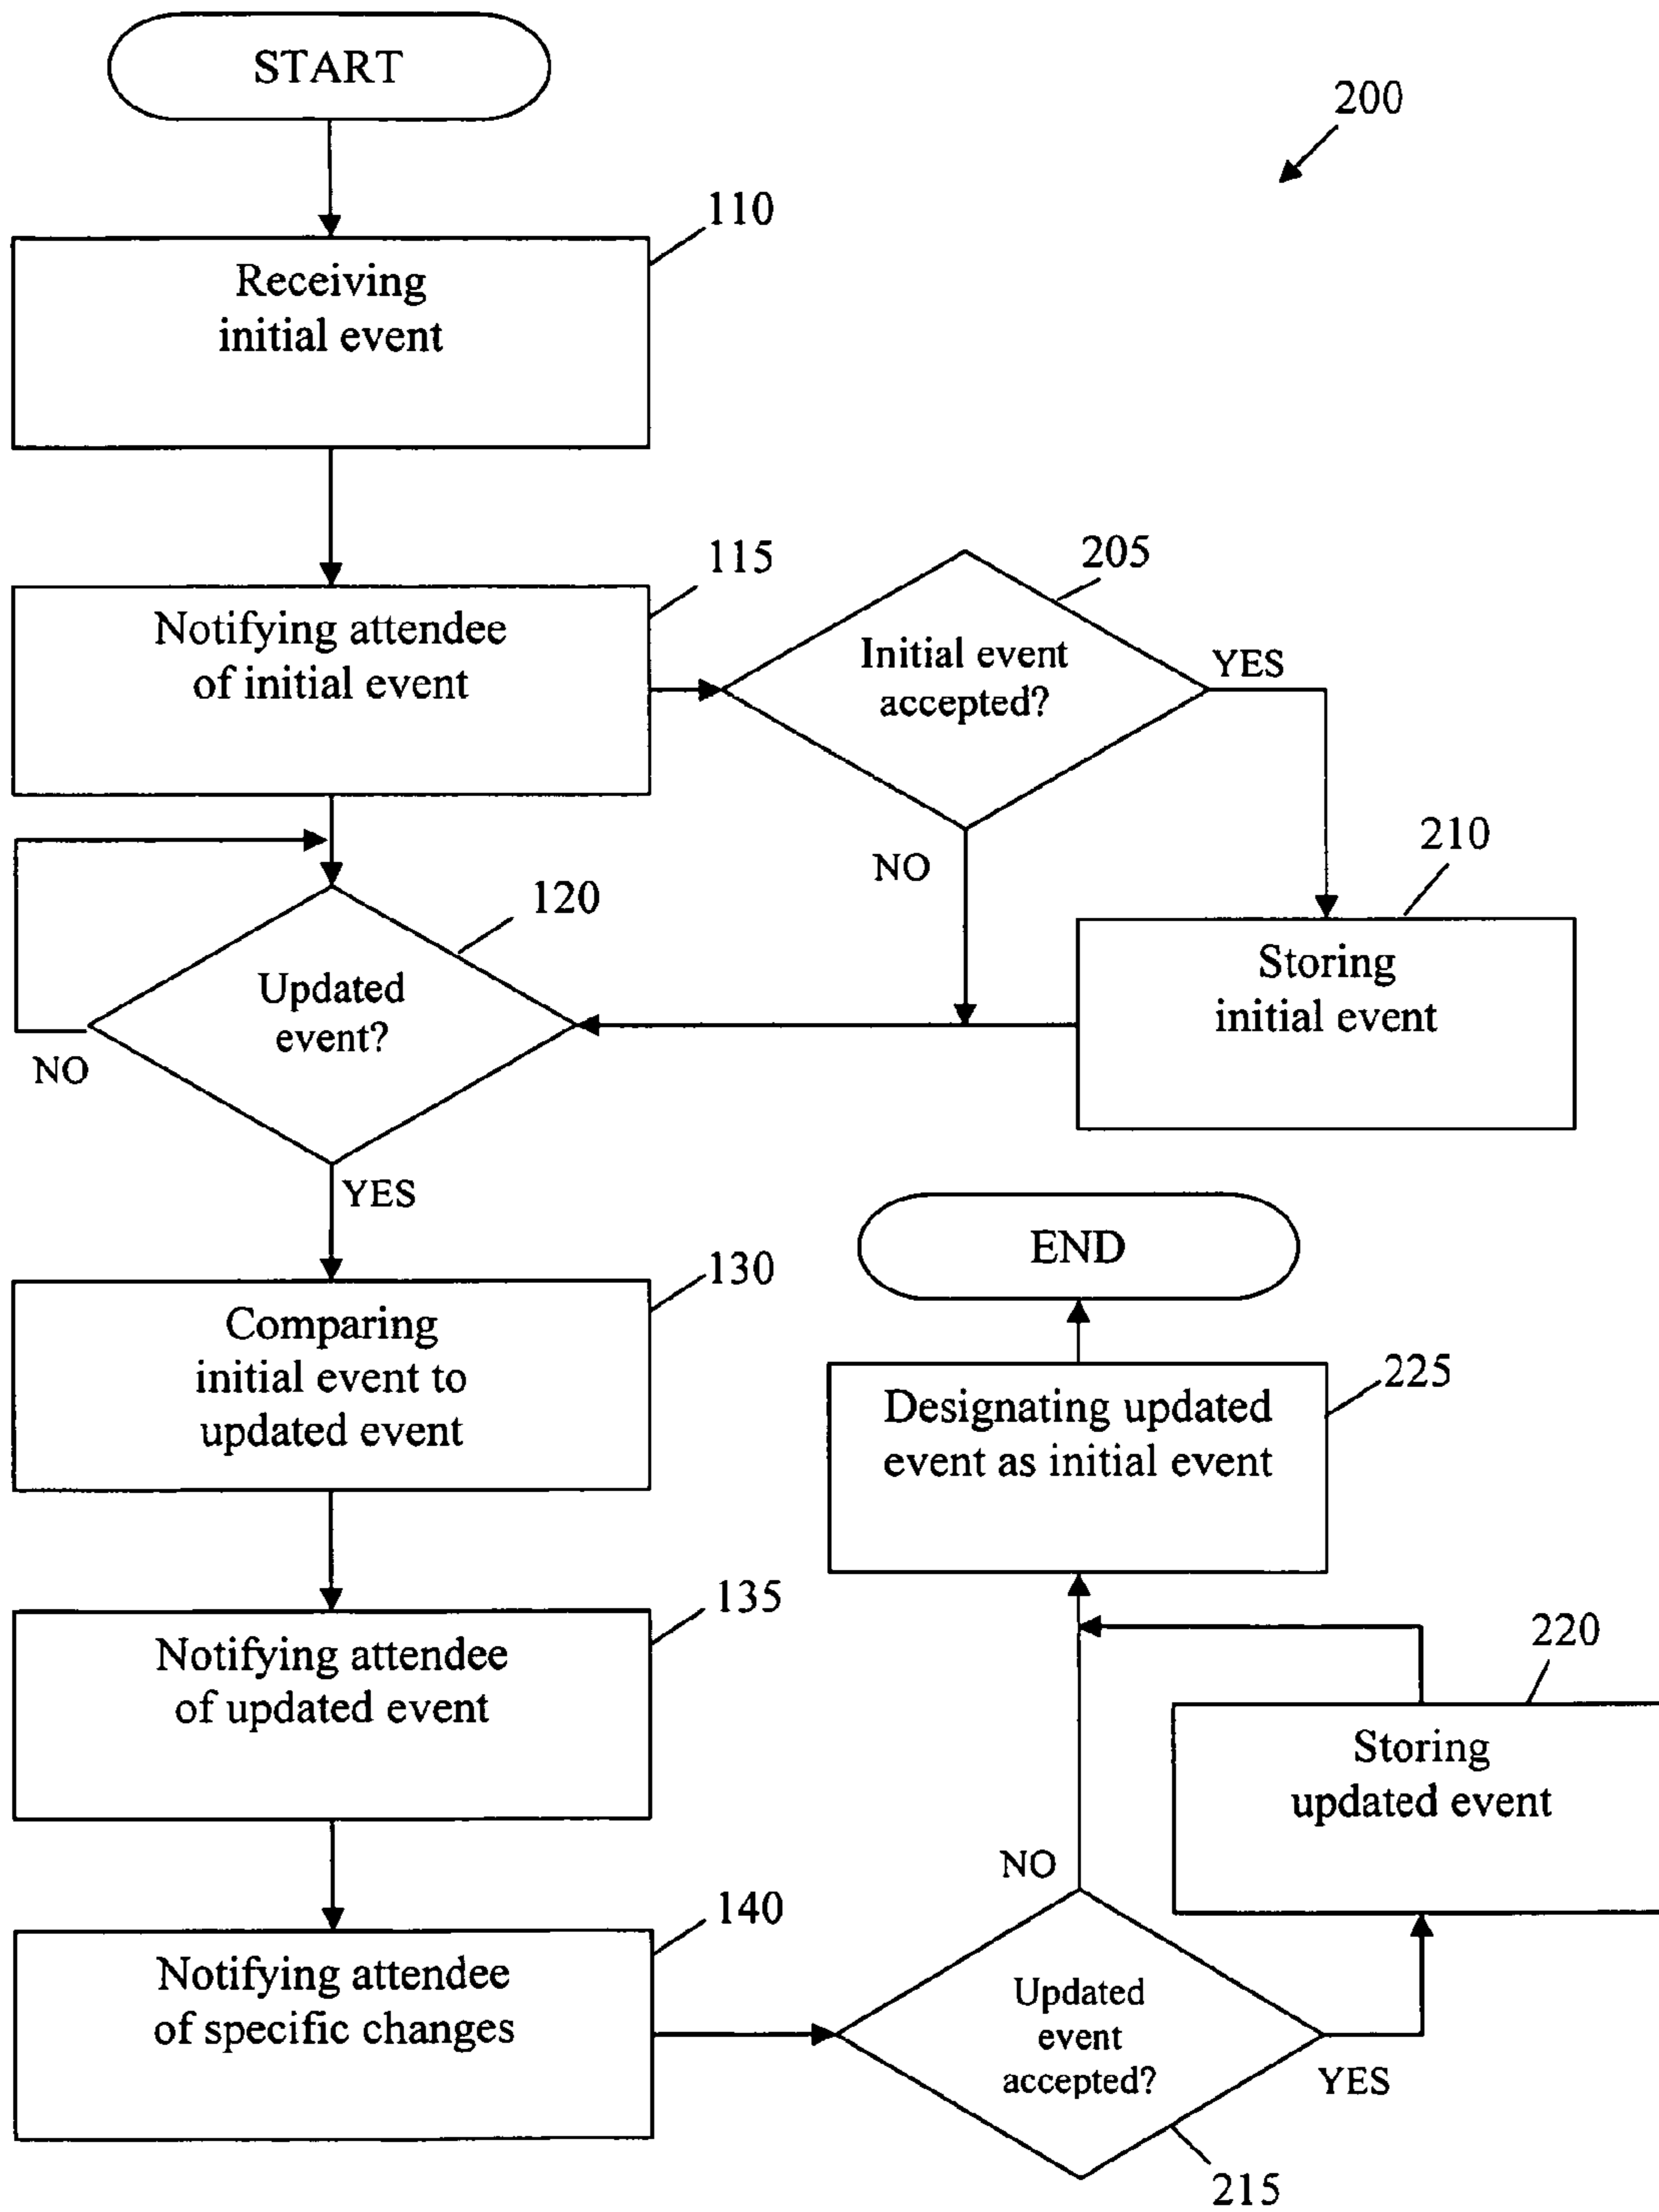 START
200
110
Receiving
initial event
115
Notifying attendee
of initial event
205
Initial event
accepted?
YES
NO
210
Storing
initial event
120
Updated
event?
NO
YES
130
Comparing
initial event to
updated event
135
Notifying attendee
of updated event
140
Notifying attendee
of specific changes
215
Updated
event
accepted?
YES
NO
220
Storing
updated event
225
Designating updated
event as initial event
END